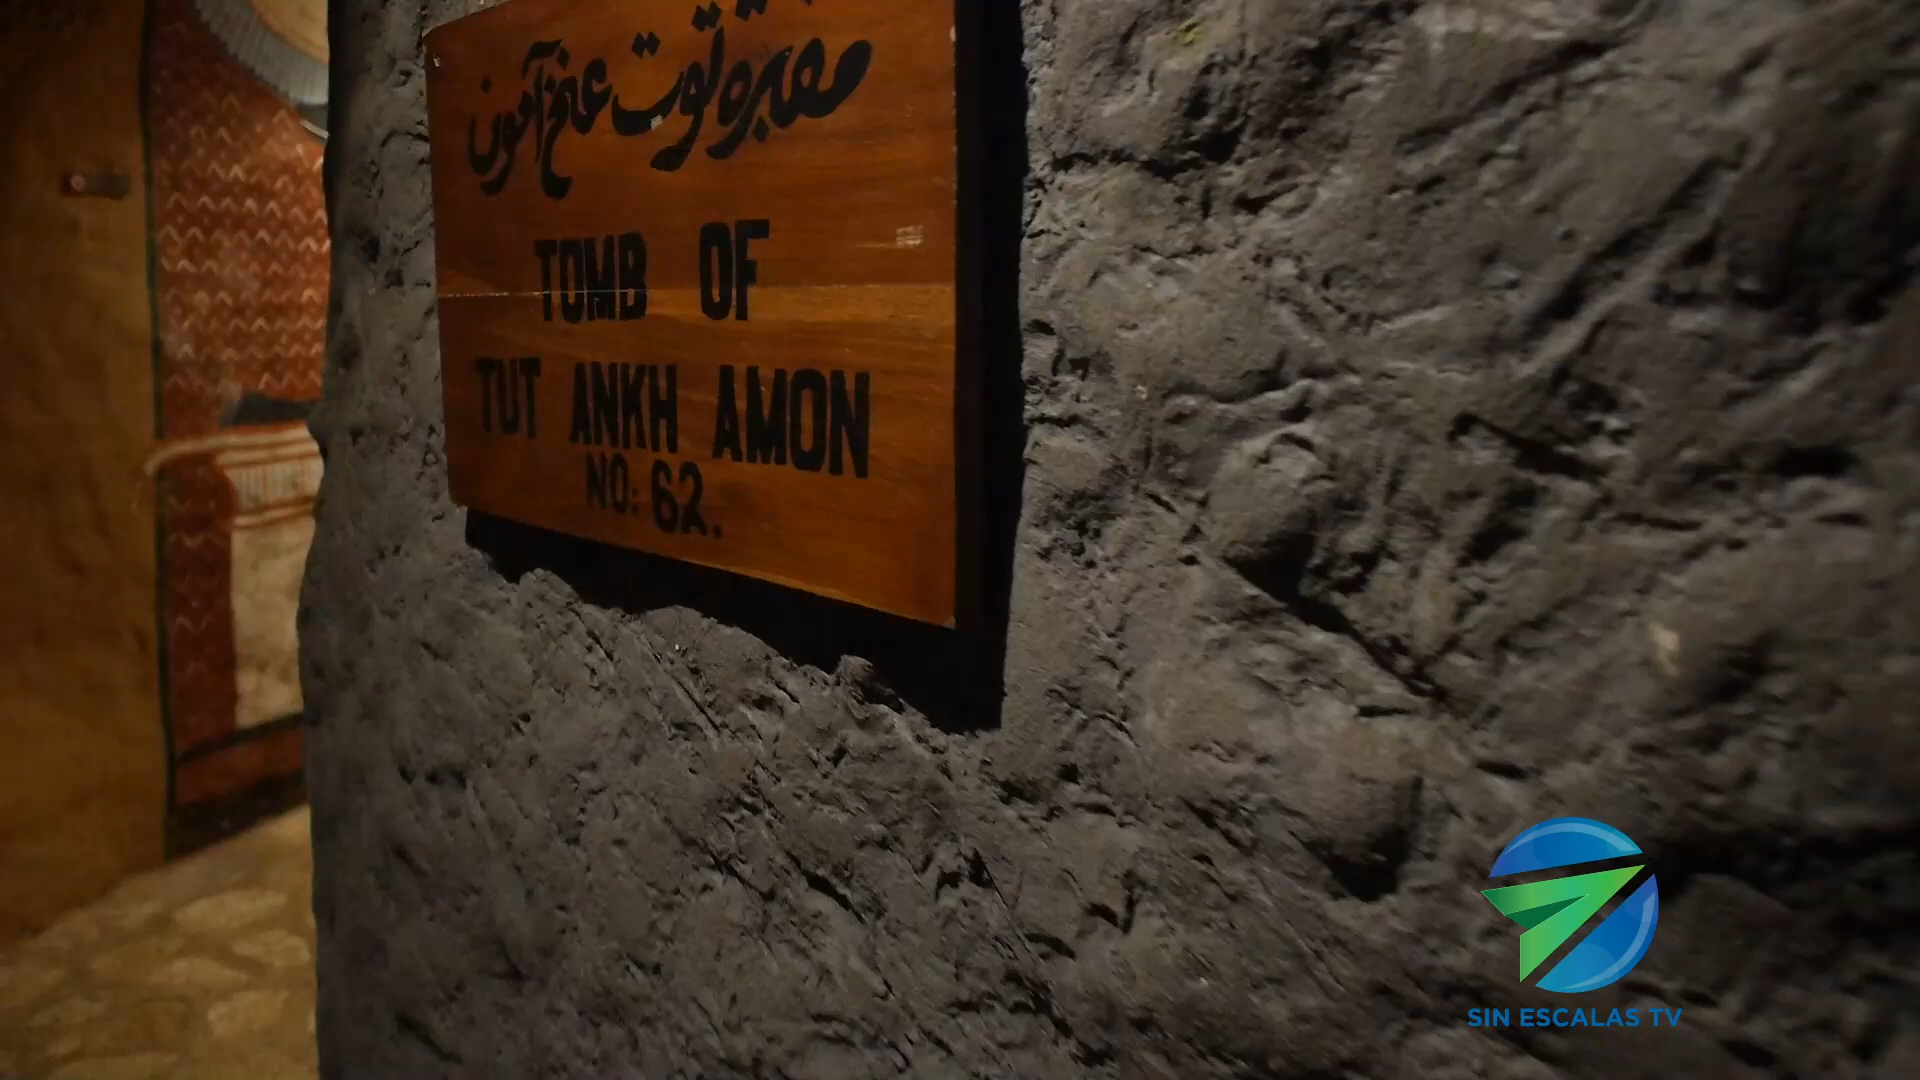 مقبرة توت عنخ آمون
TOMB OF
TUT ANKH AMON
NO: 62.
SIN ESCALAS TV